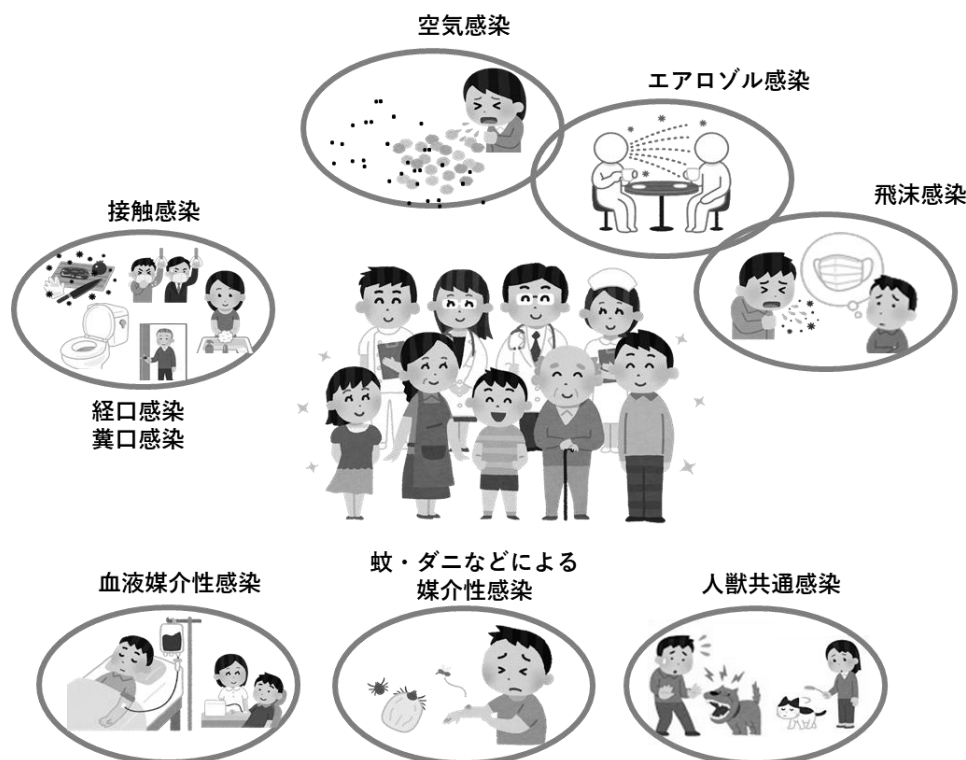 空気感染
エアロゾル感染
飛沫感染
接触感染
経口感染
糞口感染
血液媒介性感染
蚊・ダニなどによる
媒介性感染
人獣共通感染